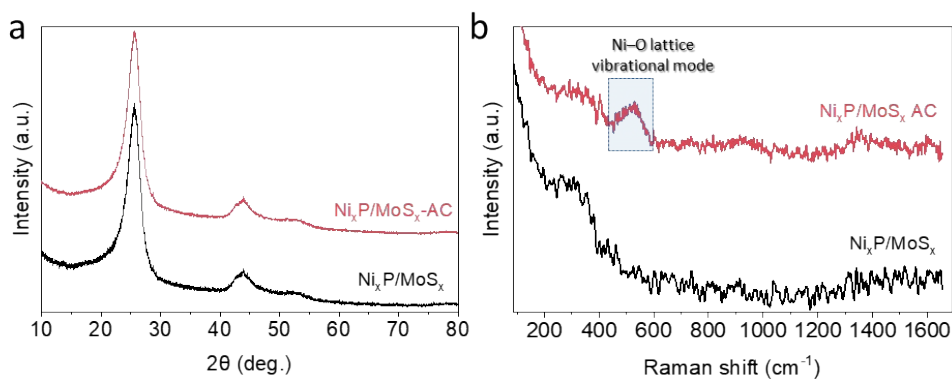 a
Intensity (a.u.)
NiₓP/MoSₓ-AC
NiₓP/MoSₓ
10 20 30 40 50 60 70 80
2θ (deg.)
b
Intensity (a.u.)
Ni–O lattice
vibrational mode
NiₓP/MoSₓ AC
NiₓP/MoSₓ
200 400 600 800 1000 1200 1400 1600
Raman shift (cm⁻¹)